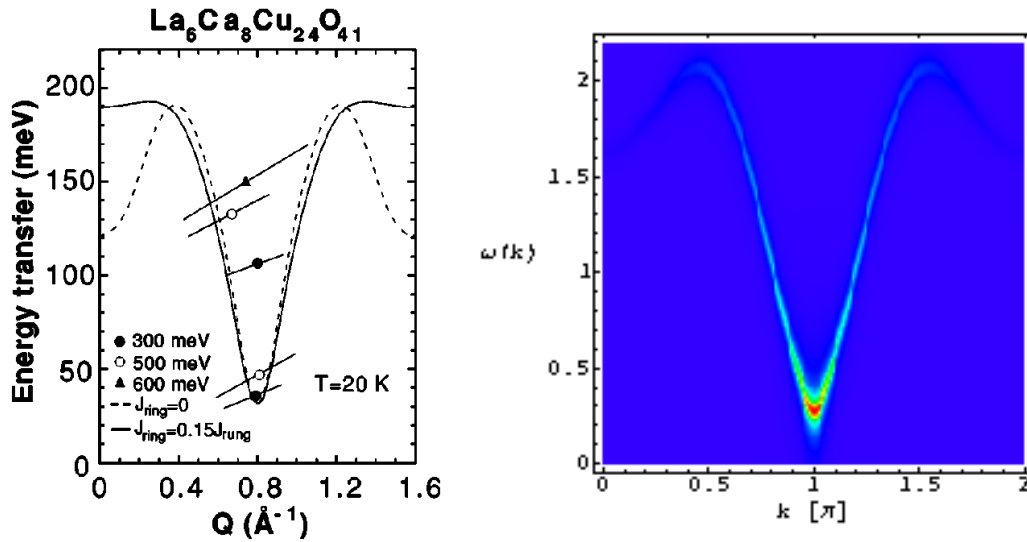 La6Ca8Cu24O41
Energy transfer (meV)
200
150
100
50
0
300 meV
500 meV
600 meV
Jring=0
Jring=0.15Jrung
T=20 K
0 0.4 0.8 1.2 1.6
Q (Å-1)
ω(k)
2
1.5
1
0.5
0
0 0.5 1 1.5 2
k [π]